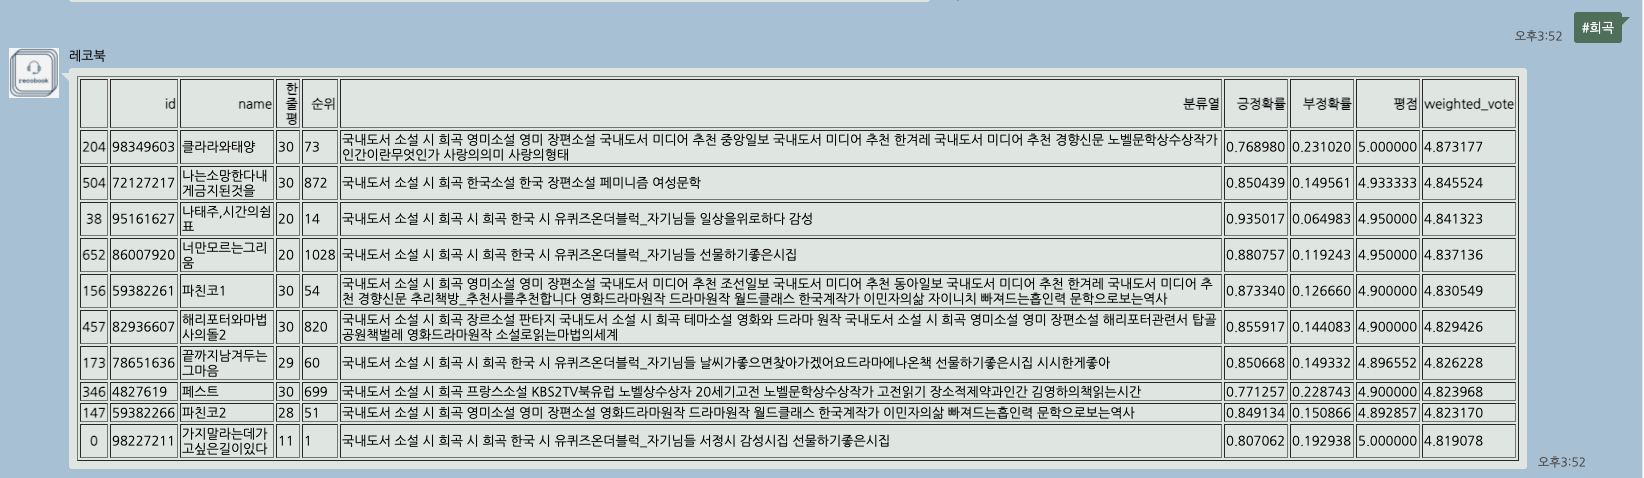 #희곡
오후3:52
레코북
recobook
id name 한줄평 순위 분류열 긍정확률 부정확률 평점 weighted_vote
204 98349603 클라라와태양 30 73 국내도서 소설 시 희곡 영미소설 영미 장편소설 국내도서 미디어 추천 중앙일보 국내도서 미디어 추천 한겨레 국내도서 미디어 추천 경향신문 노벨문학상수상작가
인간이란무엇인가 사랑의의미 사랑의형태 0.768980 0.231020 5.000000 4.873177
504 72127217 나는소망한다내
게금지된것을 30 872 국내도서 소설 시 희곡 한국소설 한국 장편소설 페미니즘 여성문학 0.850439 0.149561 4.933333 4.845524
38 95161627 나태주,시간의쉼
표 20 14 국내도서 소설 시 희곡 시 희곡 한국 시 유퀴즈온더블럭_자기님들 일상을위로하다 감성 0.935017 0.064983 4.950000 4.841323
652 86007920 너만모르는그리
움 20 1028 국내도서 소설 시 희곡 시 희곡 한국 시 유퀴즈온더블럭_자기님들 선물하기좋은시집 0.880757 0.119243 4.950000 4.837136
156 59382261 파친코1 30 54 국내도서 소설 시 희곡 영미소설 영미 장편소설 국내도서 미디어 추천 조선일보 국내도서 미디어 추천 동아일보 국내도서 미디어 추천 한겨레 국내도서 미디어 추
천 경향신문 추리책방_추천사를추천합니다 영화드라마원작 드라마원작 월드클래스 한국계작가 이민자의삶 자이니치 빠져드는흡인력 문학으로보는역사 0.873340 0.126660 4.900000 4.830549
457 82936607 해리포터와마법
사의돌2 30 820 국내도서 소설 시 희곡 장르소설 판타지 국내도서 소설 시 희곡 테마소설 영화와 드라마 원작 국내도서 소설 시 희곡 영미소설 영미 장편소설 해리포터관련서 탑골
공원책벌레 영화드라마원작 소설로읽는마법의세계 0.855917 0.144083 4.900000 4.829426
173 78651636 끝까지남겨두는
그마음 29 60 국내도서 소설 시 희곡 시 희곡 한국 시 유퀴즈온더블럭_자기님들 날씨가좋으면찾아가겠어요드라마에나온책 선물하기좋은시집 시시한게좋아 0.850668 0.149332 4.896552 4.826228
346 4827619 페스트 30 699 국내도서 소설 시 희곡 프랑스소설 KBS2TV북유럽 노벨상수상자 20세기고전 노벨문학상수상작가 고전읽기 장소적제약과인간 김영하의책읽는시간 0.771257 0.228743 4.900000 4.823968
147 59382266 파친코2 28 51 국내도서 소설 시 희곡 영미소설 영미 장편소설 영화드라마원작 드라마원작 월드클래스 한국계작가 이민자의삶 빠져드는흡인력 문학으로보는역사 0.849134 0.150866 4.892857 4.823170
0 98227211 가지말라는데가
고싶은길이있다 11 1 국내도서 소설 시 희곡 시 희곡 한국 시 유퀴즈온더블럭_자기님들 서정시 감성시집 선물하기좋은시집 0.807062 0.192938 5.000000 4.819078
오후3:52